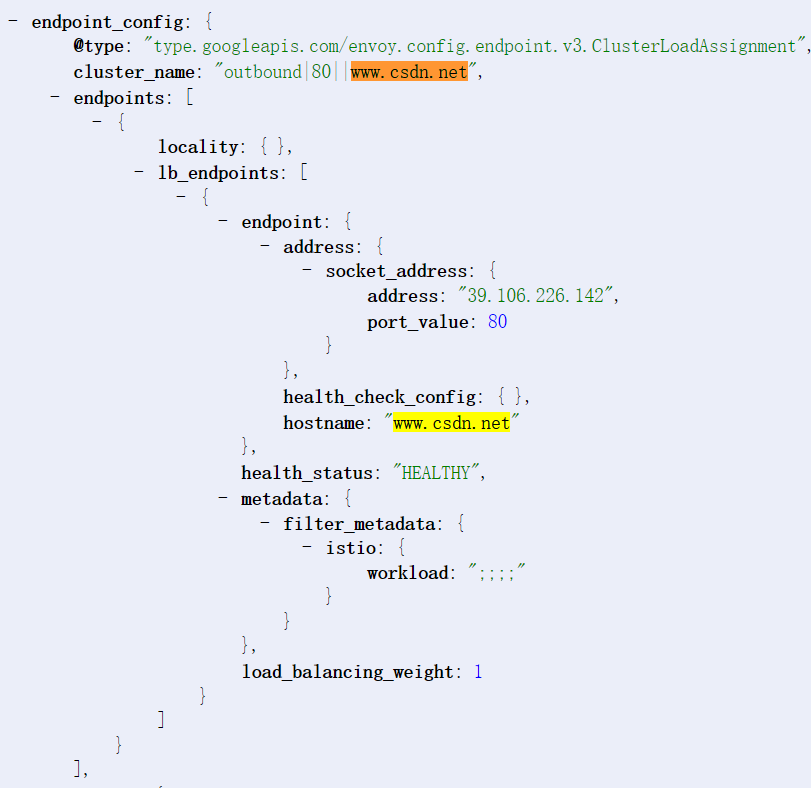 - endpoint_config: {
@type: "type.googleapis.com/envoy.config.endpoint.v3.ClusterLoadAssignment",
cluster_name: "outbound|80||www.csdn.net",
- endpoints: [
- {
locality: { },
- lb_endpoints: [
- {
- endpoint: {
- address: {
- socket_address: {
address: "39.106.226.142",
port_value: 80
}
},
health_check_config: { },
hostname: "www.csdn.net"
},
health_status: "HEALTHY",
- metadata: {
- filter_metadata: {
- istio: {
workload: ";;;;"
}
}
},
load_balancing_weight: 1
}
]
}
],